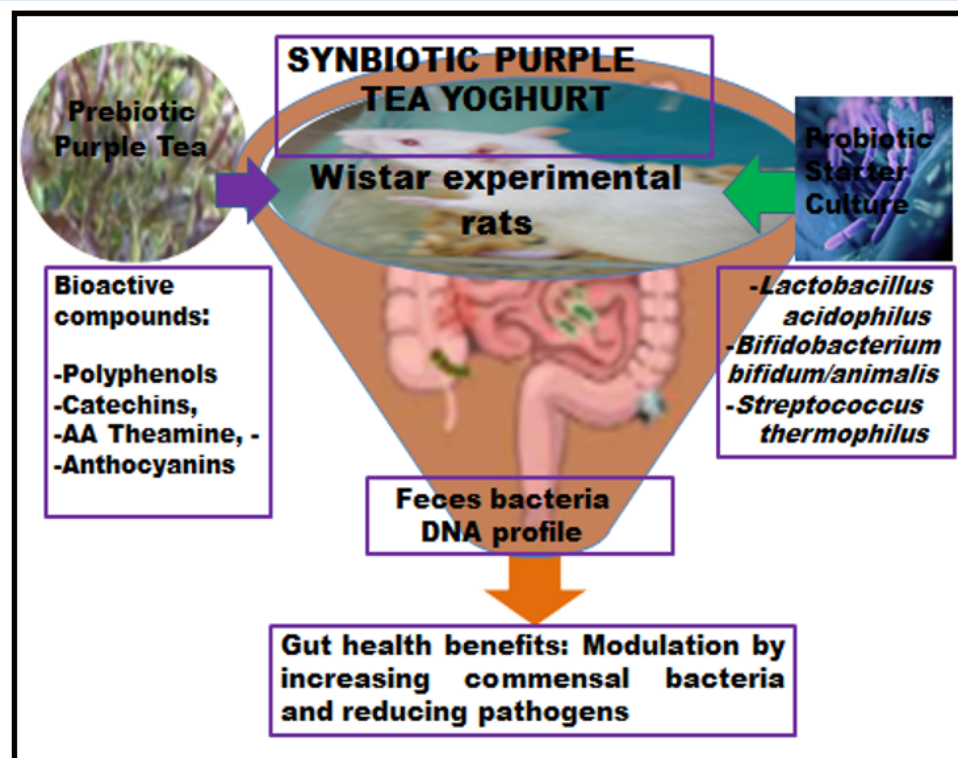 SYNBIOTIC PURPLE
TEA YOGHURT
Prebiotic
Purple Tea
Wistar experimental
rats
Probiotic
Starter
Culture
Bioactive
compounds:
-Polyphenols
-Catechins,
-AA Theamine, -
-Anthocyanins
-Lactobacillus
acidophilus
-Bifidobacterium
bifidum/animalis
-Streptococcus
thermophilus
Feces bacteria
DNA profile
Gut health benefits: Modulation by
increasing commensal bacteria
and reducing pathogens